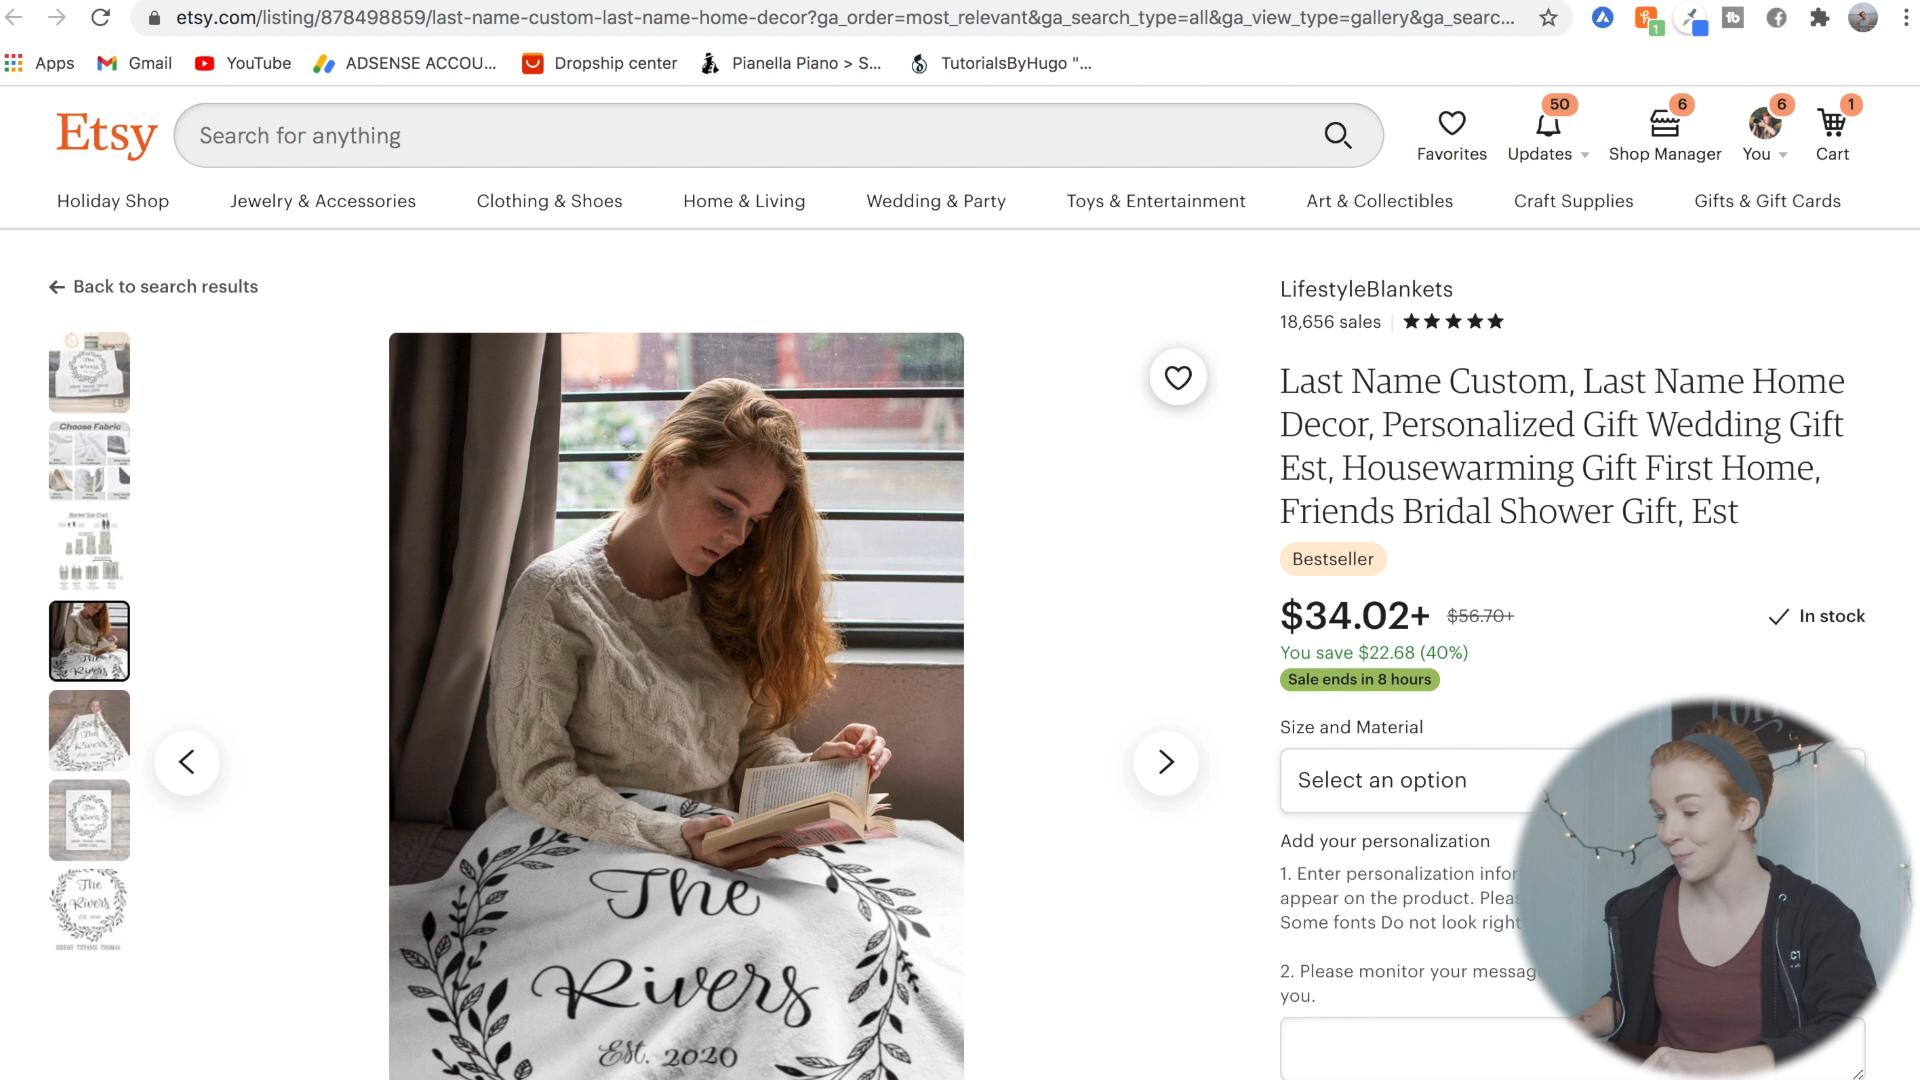 etsy.com/listing/878498859/last-name-custom-last-name-home-decor?ga_order=most_relevant&ga_search_type=all&ga_view_type=gallery&ga_searc...
1
Apps
Gmail
YouTube
ADSENSE ACCOU...
Dropship center
Pianella Piano > S...
TutorialsByHugo "...
Etsy
Search for anything
Favorites
50
Updates
6
Shop Manager
6
You
1
Cart
Holiday Shop
Jewelry & Accessories
Clothing & Shoes
Home & Living
Wedding & Party
Toys & Entertainment
Art & Collectibles
Craft Supplies
Gifts & Gift Cards
Back to search results
Choose Fabric
The
Rivers
Est. 2020
LifestyleBlankets
18,656 sales
Last Name Custom, Last Name Home
Decor, Personalized Gift Wedding Gift
Est, Housewarming Gift First Home,
Friends Bridal Shower Gift, Est
Bestseller
$34.02+ $56.70+
In stock
You save $22.68 (40%)
Sale ends in 8 hours
Size and Material
Select an option
Add your personalization
1. Enter personalization infor
appear on the product. Pleas
Some fonts Do not look right
2. Please monitor your messag
you.